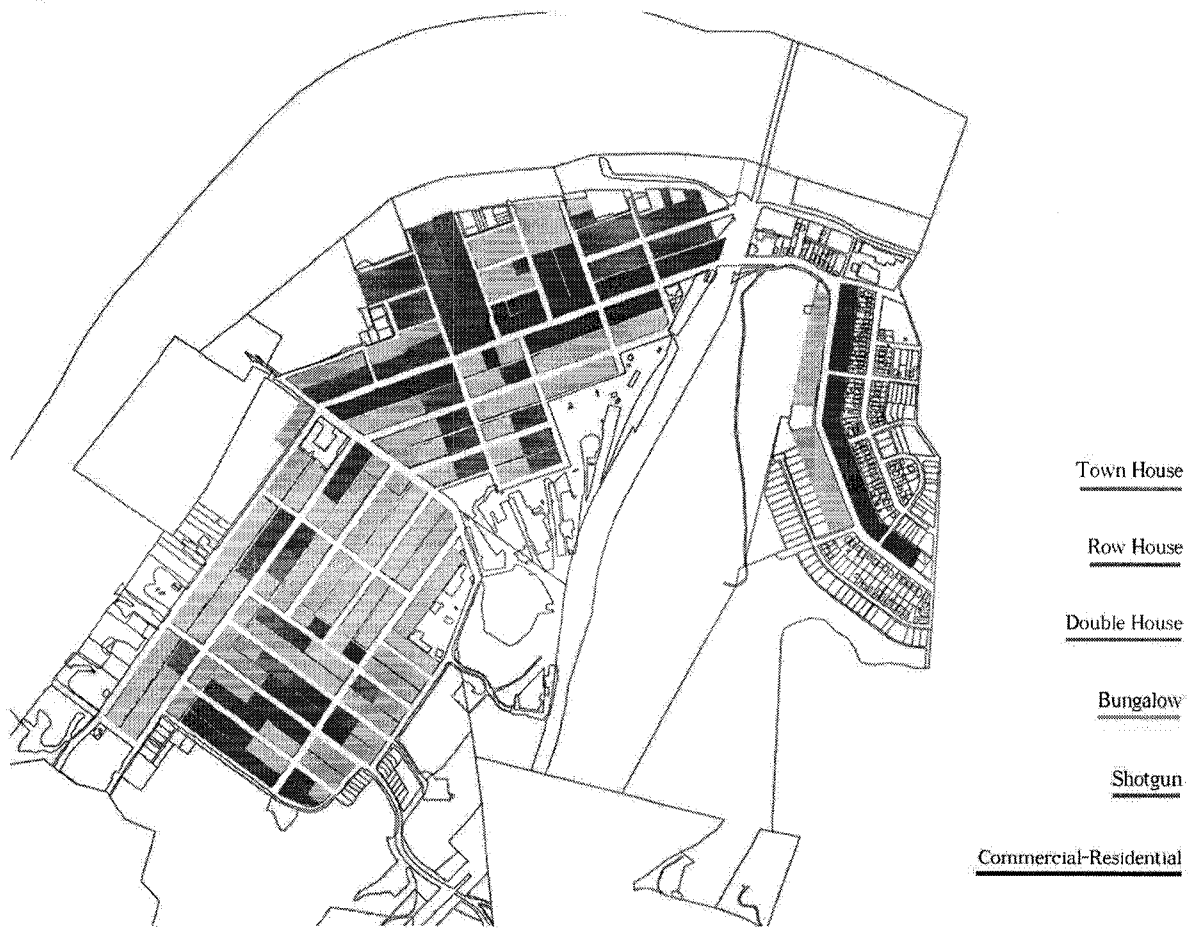 Town House
Row House
Double House
Bungalow
Shotgun
Commercial-Residential